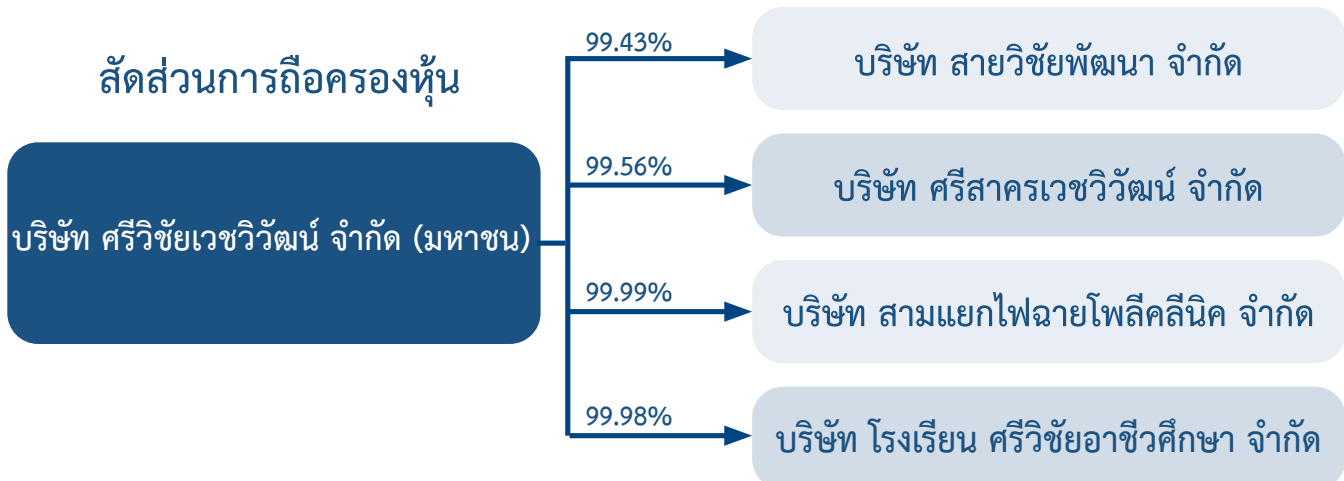 สัดส่วนการถือครองหุ้น
บริษัท ศรีวิชัยเวชวิวัฒน์ จำกัด (มหาชน)
99.43%
บริษัท สายวิชัยพัฒนา จำกัด
99.56%
บริษัท ศรีสาครเวชวิวัฒน์ จำกัด
99.99%
บริษัท สามแยกไฟฉายโพลีคลีนิค จำกัด
99.98%
บริษัท โรงเรียน ศรีวิชัยอาชีวศึกษา จำกัด